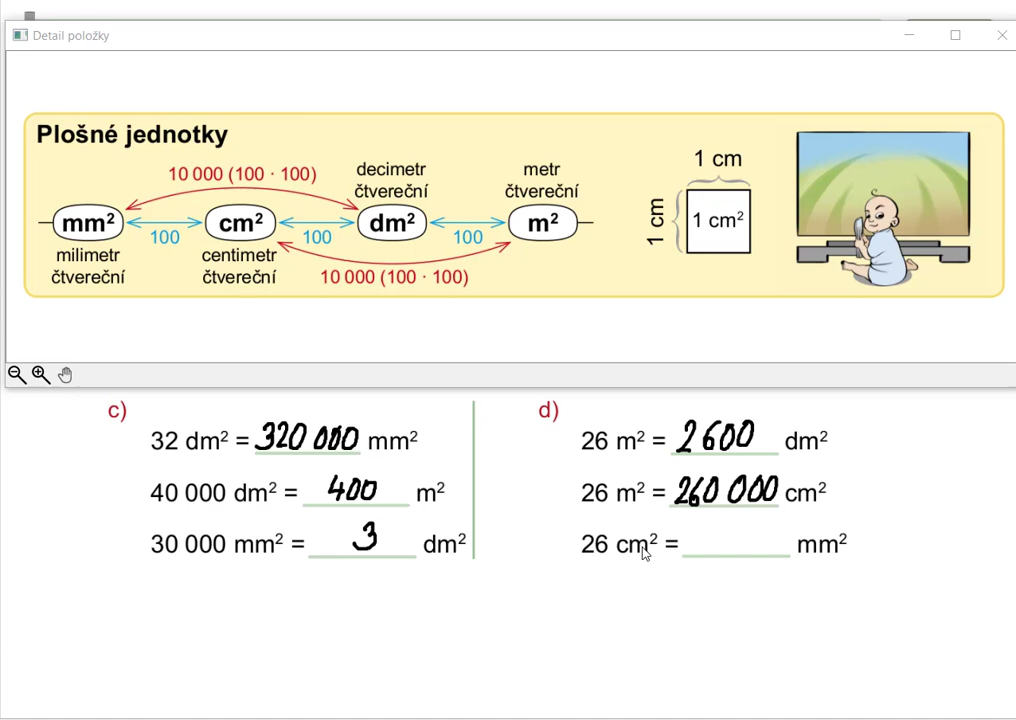 Detail položky
Plošné jednotky
10 000 (100 · 100)
decimetr čtvereční
metr čtvereční
mm² 100 cm² 100 dm² 100 m²
milimetr čtvereční
centimetr čtvereční
10 000 (100 · 100)
1 cm
1 cm
1 cm²
c)
32 dm² = 320 000 mm²
40 000 dm² = 400 m²
30 000 mm² = 3 dm²
d)
26 m² = 2600 dm²
26 m² = 260 000 cm²
26 cm² = mm²